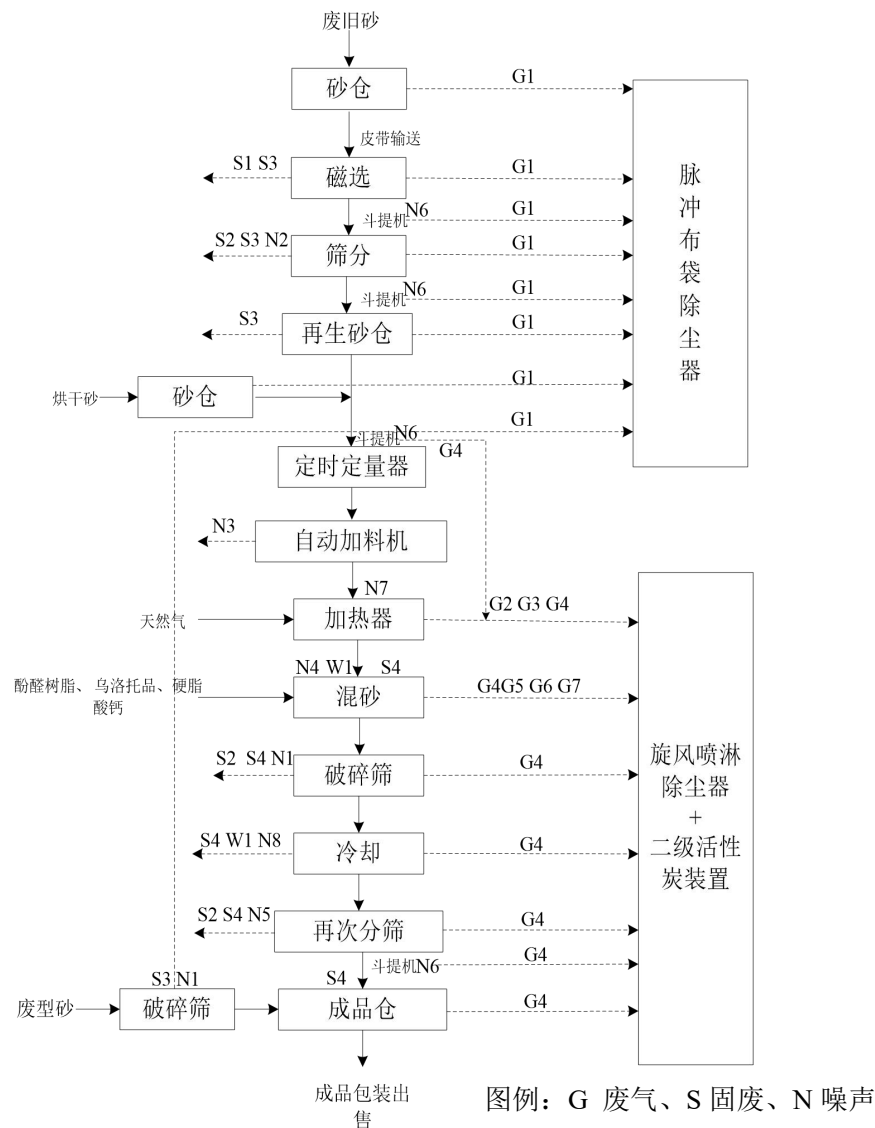 废旧砂
砂仓
G1
皮带输送
S1 S3
磁选
G1
斗提机
N6
G1
S2 S3 N2
筛分
G1
斗提机
N6
G1
S3
再生砂仓
G1
脉冲布袋除尘器
烘干砂
砂仓
G1
G1
斗提机
N6
G4
定时定量器
N3
自动加料机
N7
天然气
加热器
G2 G3 G4
N4 W1 S4
酚醛树脂、乌洛托品、硬脂
酸钙
混砂
G4G5 G6 G7
S2 S4 N1
破碎筛
G4
S4 W1 N8
冷却
G4
旋风喷淋
除尘器
+
二级活性
炭装置
S2 S4 N5
再次分筛
G4
斗提机
N6
G4
S3 N1
S4
废型砂
破碎筛
成品仓
G4
成品包装出
售
图例：G 废气、S 固废、N 噪声